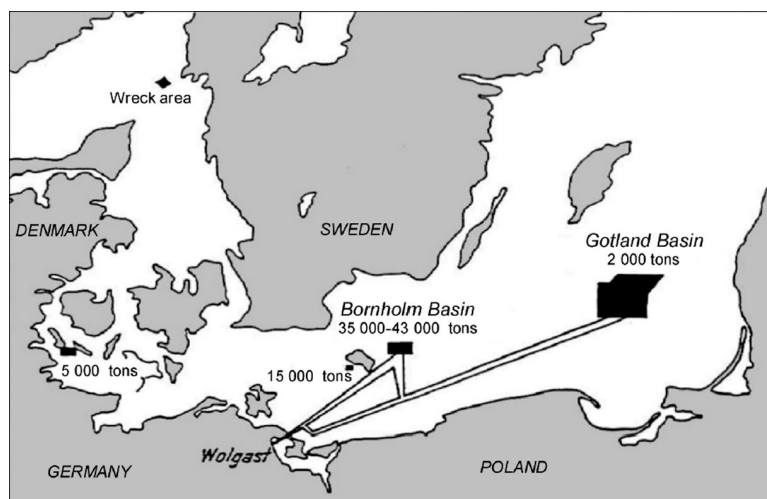 Wreck area
DENMARK
SWEDEN
Gotland Basin
2 000 tons
Bornholm Basin
35 000-43 000 tons
5 000 tons
15 000 tons
Wolgast
GERMANY
POLAND